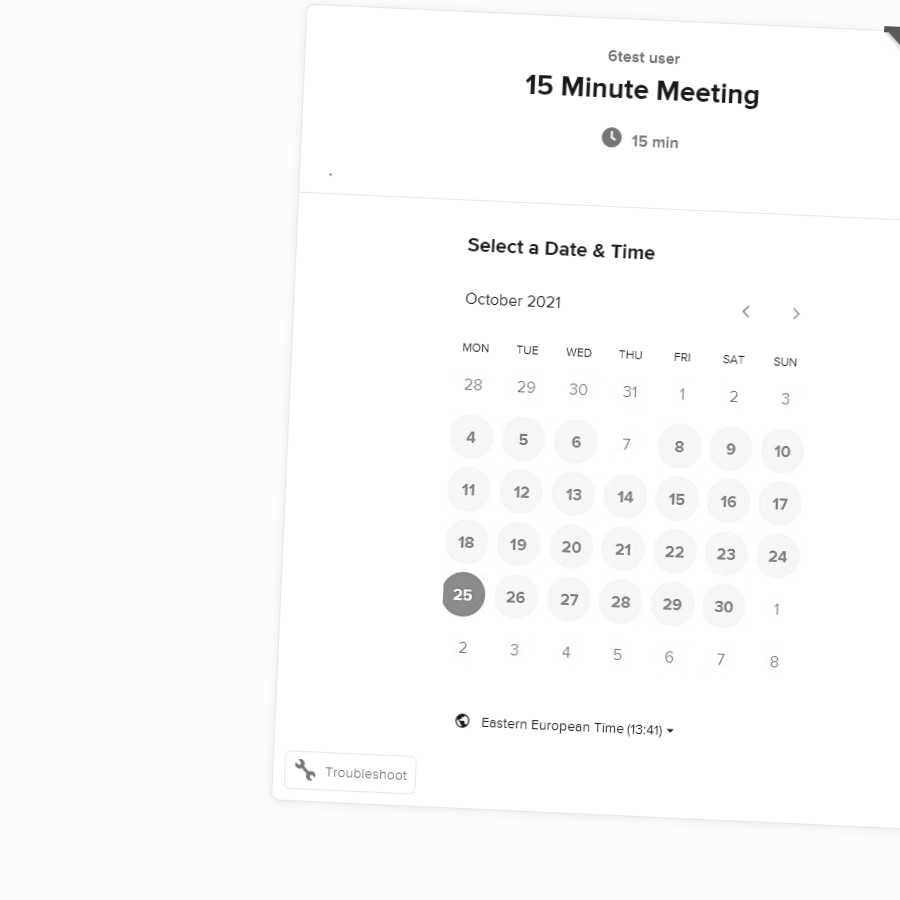 6test user
15 Minute Meeting
15 min
.
Select a Date & Time
October 2021
MON TUE WED THU FRI SAT SUN
28 29 30 31 1 2 3
4 5 6 7 8 9 10
11 12 13 14 15 16 17
18 19 20 21 22 23 24
25 26 27 28 29 30 1
2 3 4 5 6 7 8
Eastern European Time (13:41)
Troubleshoot